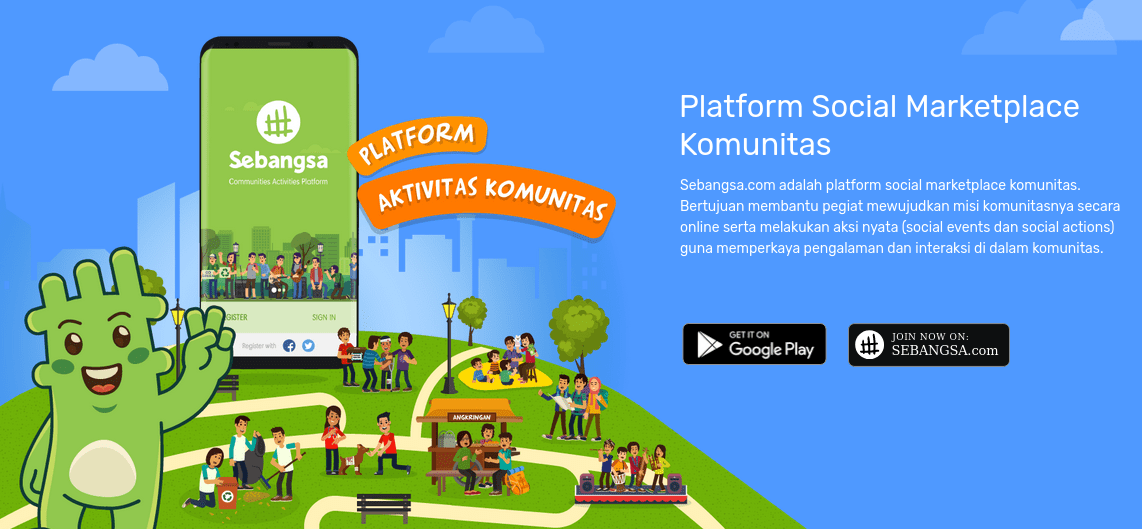 Sebangsa
Communities Activities Platform
REGISTER
SIGN IN
Register with
PLATFORM
AKTIVITAS KOMUNITAS
ANGKRINGAN
Platform Social Marketplace
Komunitas
Sebangsa.com adalah platform social marketplace komunitas.
Bertujuan membantu pegiat mewujudkan misi komunitasnya secara
online serta melakukan aksi nyata (social events dan social actions)
guna memperkaya pengalaman dan interaksi di dalam komunitas.
GET IT ON
Google Play
JOIN NOW ON:
SEBANGSA.com